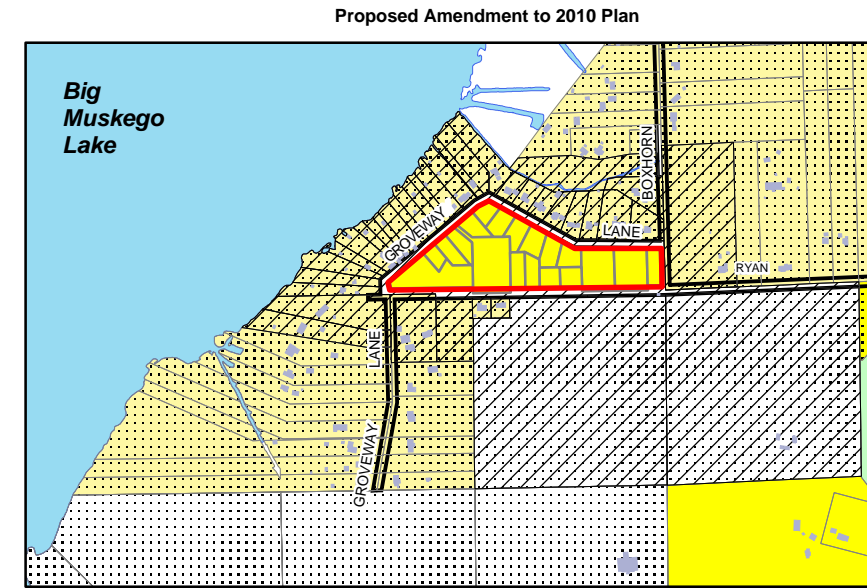 Proposed Amendment to 2010 Plan
Big
Muskego
Lake
BOXHORN
GROVEWAY
LANE
RYAN
LANE
GROVEWAY